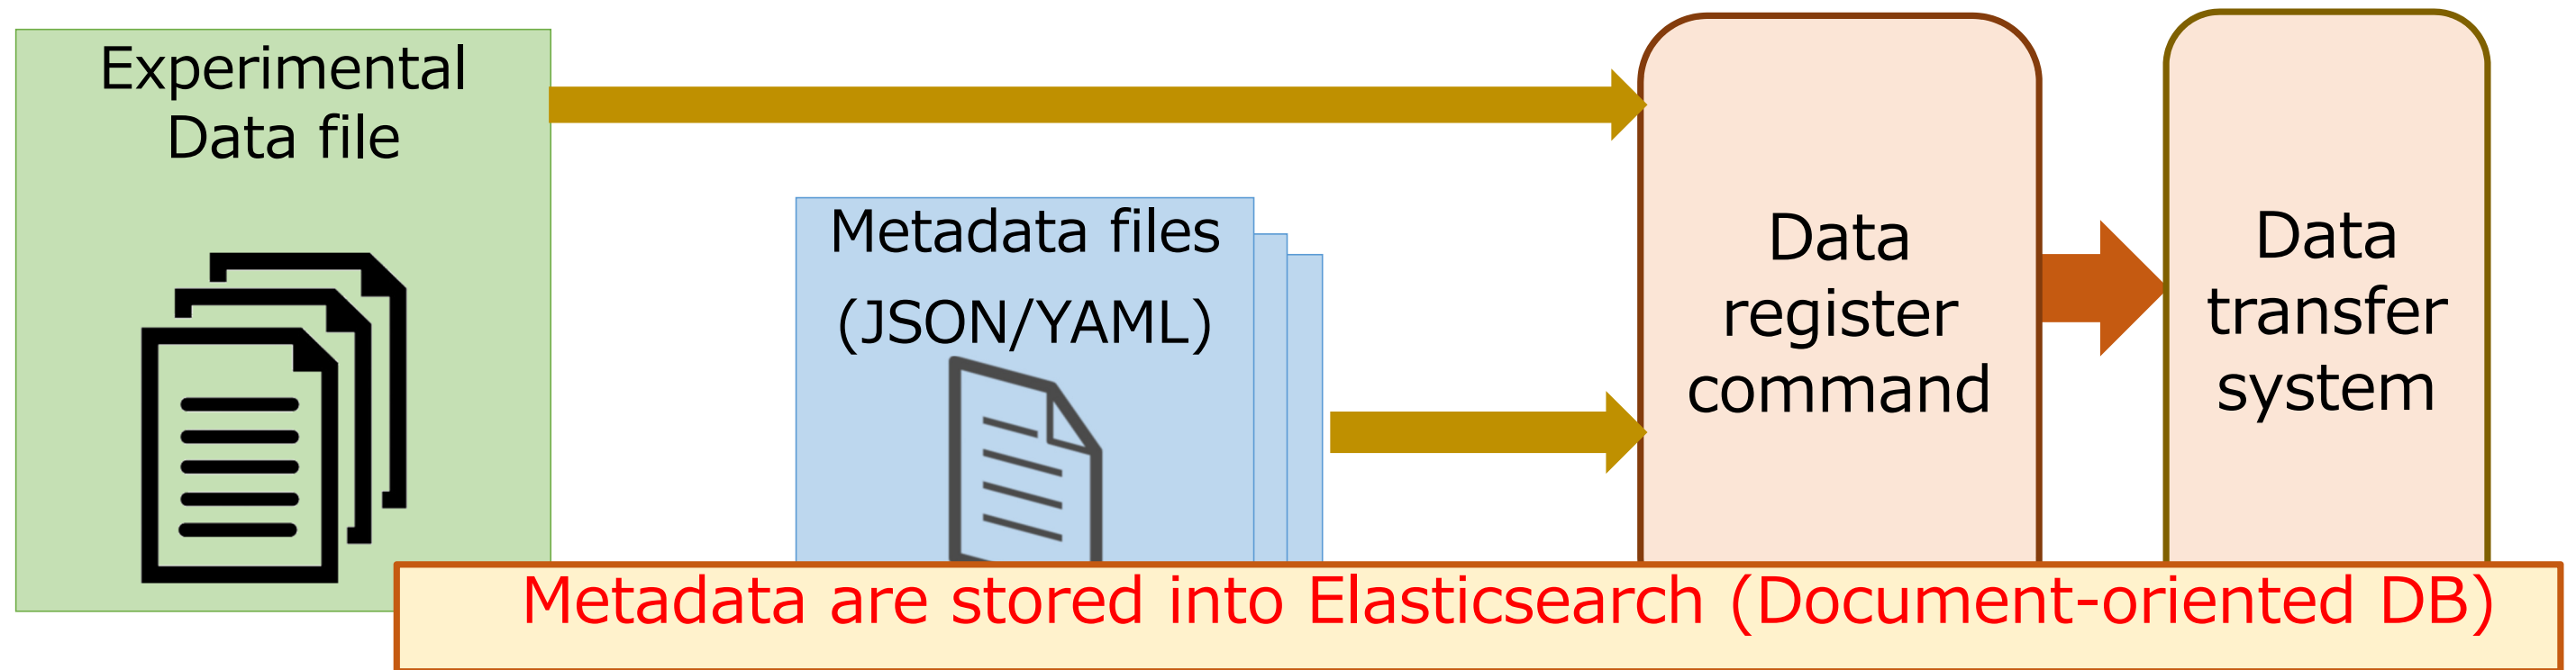 Experimental
Data file
Metadata files
(JSON/YAML)
Data
register
command
Data
transfer
system
Metadata are stored into Elasticsearch (Document-oriented DB)